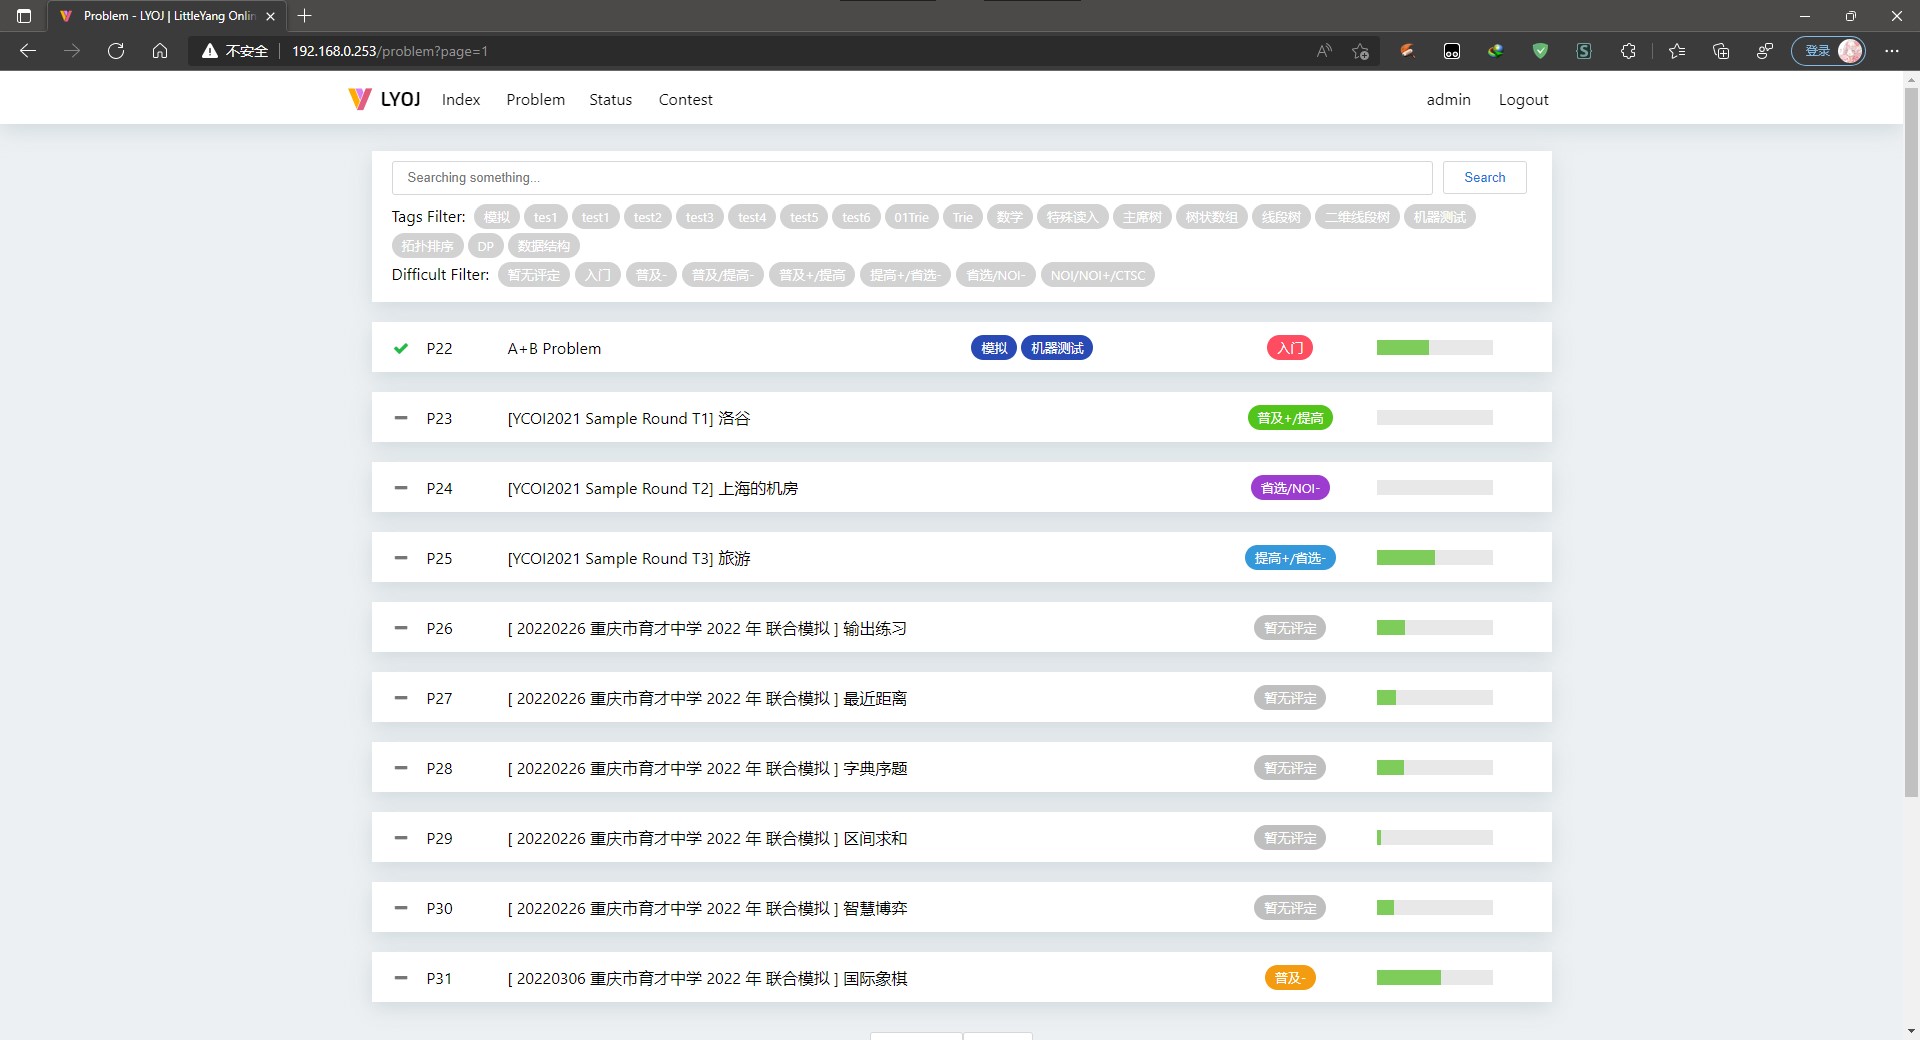 Problem - LYOJ | LittleYang Onlin
不安全 192.168.0.253/problem?page=1 登录
LYOJ Index Problem Status Contest admin Logout
Searching something... Search
Tags Filter: 模拟 tes1 test1 test2 test3 test4 test5 test6 01Trie Trie 数学 特殊读入 主席树 树状数组 线段树 二维线段树 机器测试
拓扑排序 DP 数据结构
Difficult Filter: 暂无评定 入门 普及- 普及/提高- 普及+/提高 提高+/省选- 省选/NOI- NOI/NOI+/CTSC
P22 A+B Problem 模拟 机器测试 入门
P23 [YCOI2021 Sample Round T1] 洛谷 普及+/提高
P24 [YCOI2021 Sample Round T2] 上海的机房 省选/NOI-
P25 [YCOI2021 Sample Round T3] 旅游 提高+/省选-
P26 [ 20220226 重庆市育才中学 2022 年 联合模拟 ] 输出练习 暂无评定
P27 [ 20220226 重庆市育才中学 2022 年 联合模拟 ] 最近距离 暂无评定
P28 [ 20220226 重庆市育才中学 2022 年 联合模拟 ] 字典序题 暂无评定
P29 [ 20220226 重庆市育才中学 2022 年 联合模拟 ] 区间求和 暂无评定
P30 [ 20220226 重庆市育才中学 2022 年 联合模拟 ] 智慧博弈 暂无评定
P31 [ 20220306 重庆市育才中学 2022 年 联合模拟 ] 国际象棋 普及-